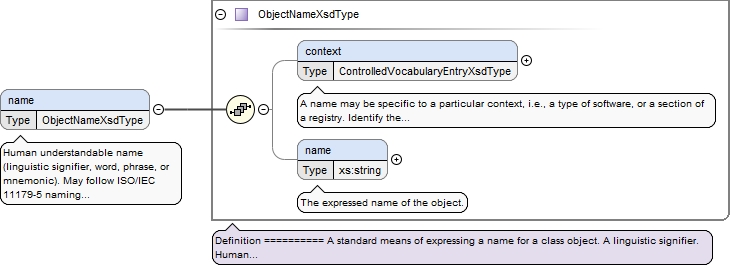 ObjectNameXsdType
context
Type ControlledVocabularyEntryXsdType
A name may be specific to a particular context, i.e., a type of software, or a section of
a registry. Identify the...
name
Type ObjectNameXsdType
Human understandable name
(linguistic signifier, word, phrase, or
mnemonic). May follow ISO/IEC
11179-5 naming...
name
Type xs:string
The expressed name of the object.
Definition ========== A standard means of expressing a name for a class object. A linguistic signifier.
Human...